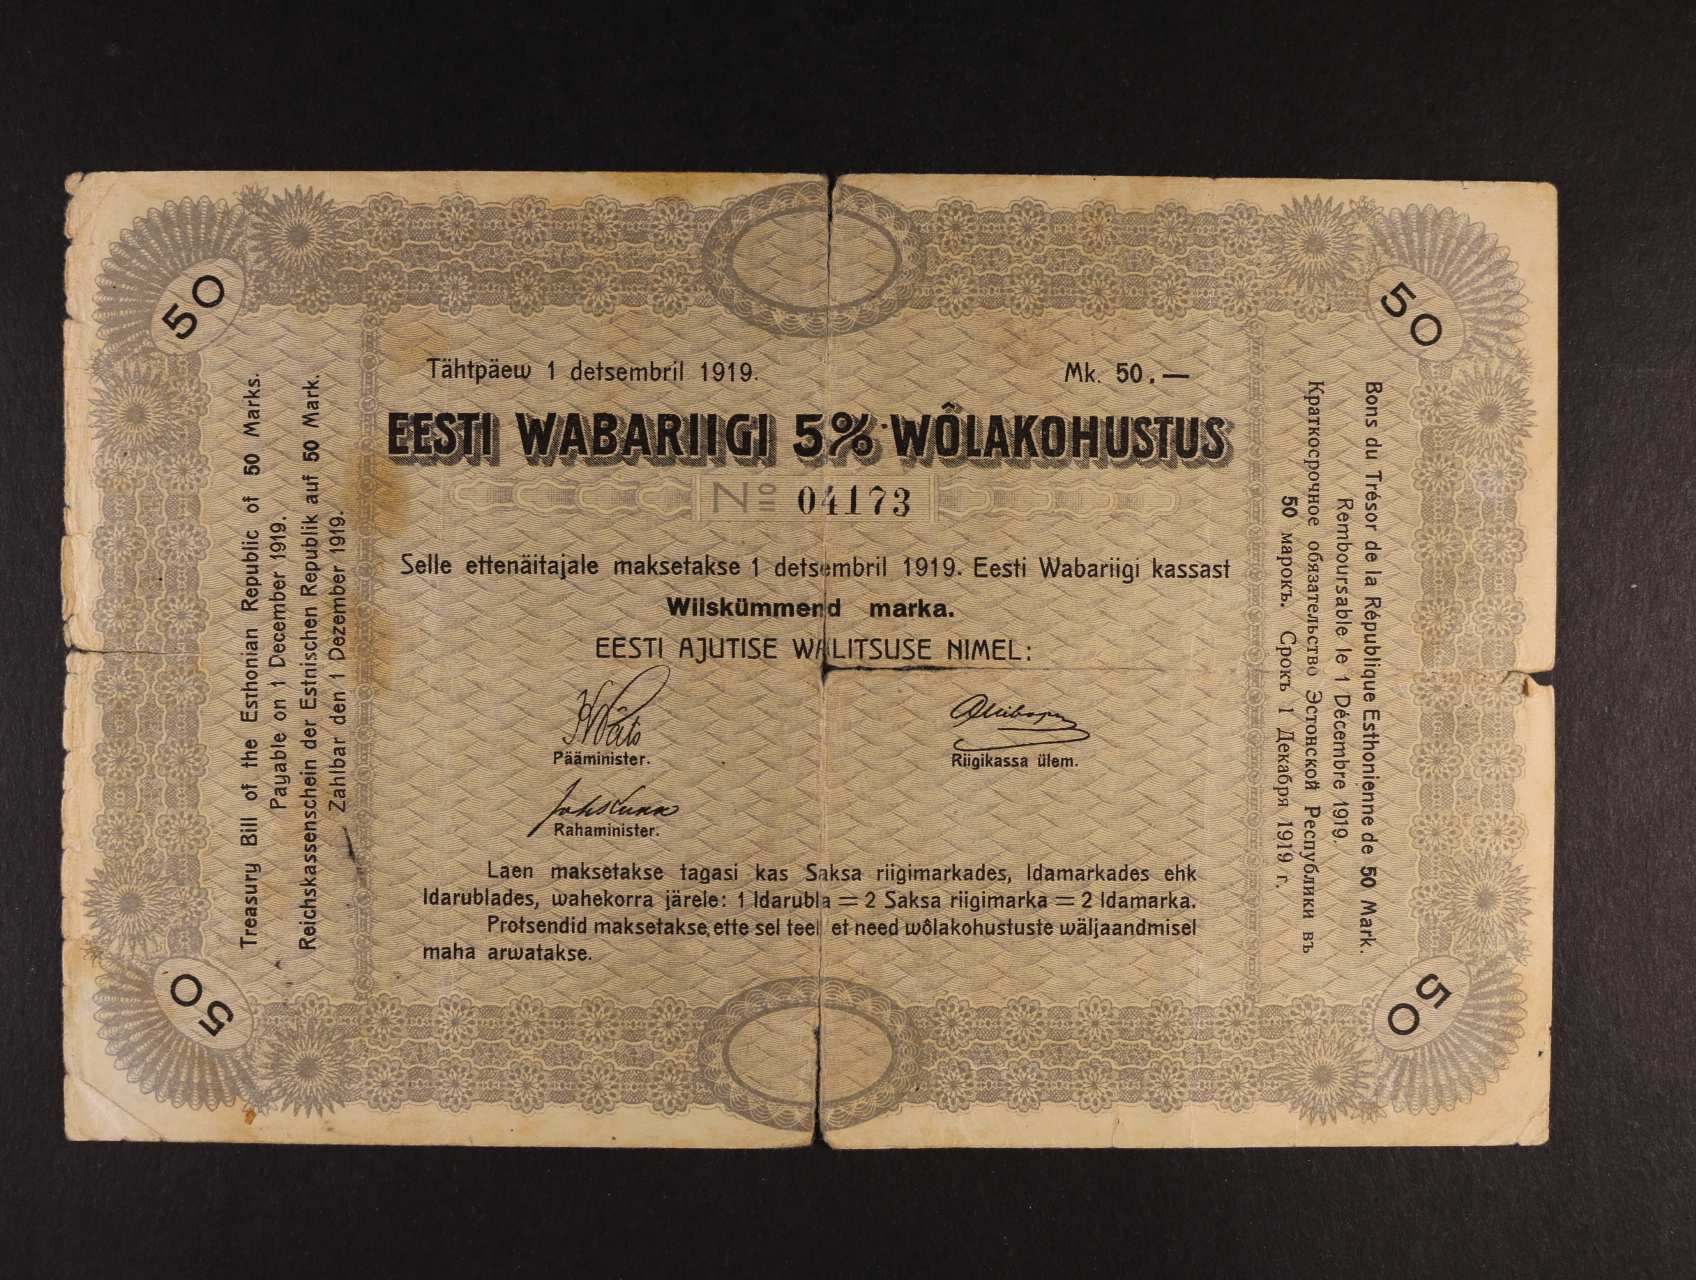 50
50
Tähtpäew 1 detsembril 1919.
Mk. 50.—
EESTI WABARIIGI 5% WÔLAKOHUSTUS
No 04173
Selle ettenäitajale maksetakse 1 detsembril 1919. Eesti Wabariigi kassast
Wiiskümmend marka.
EESTI AJUTISE WALITSUSE NIMEL:
K Päts
Pääminister.
Riigikassa ülem.
Juh Kukk
Rahaminister.
Laen maksetakse tagasi kas Saksa riigimarkades, Idamarkades ehk
Idarublades, wahekorra järele: 1 Idarubla = 2 Saksa riigimarka = 2 Idamarka.
Protsendid maksetakse, ette sel teel et need wôlakohustuste wäljaandmisel
maha arwatakse.
Treasury Bill of the Esthonian Republic of 50 Marks.
Payable on 1 December 1919.
Reichskassenschein der Estnischen Republik auf 50 Mark.
Zahlbar den 1 Dezember 1919.
Bons du Trésor de la République Esthonienne de 50 Mark.
Remboursable le 1 Décembre 1919.
Краткосрочное обязательство Эстонской Республики въ
50 марокъ. Срокъ 1 Декабря 1919 г.
50
50